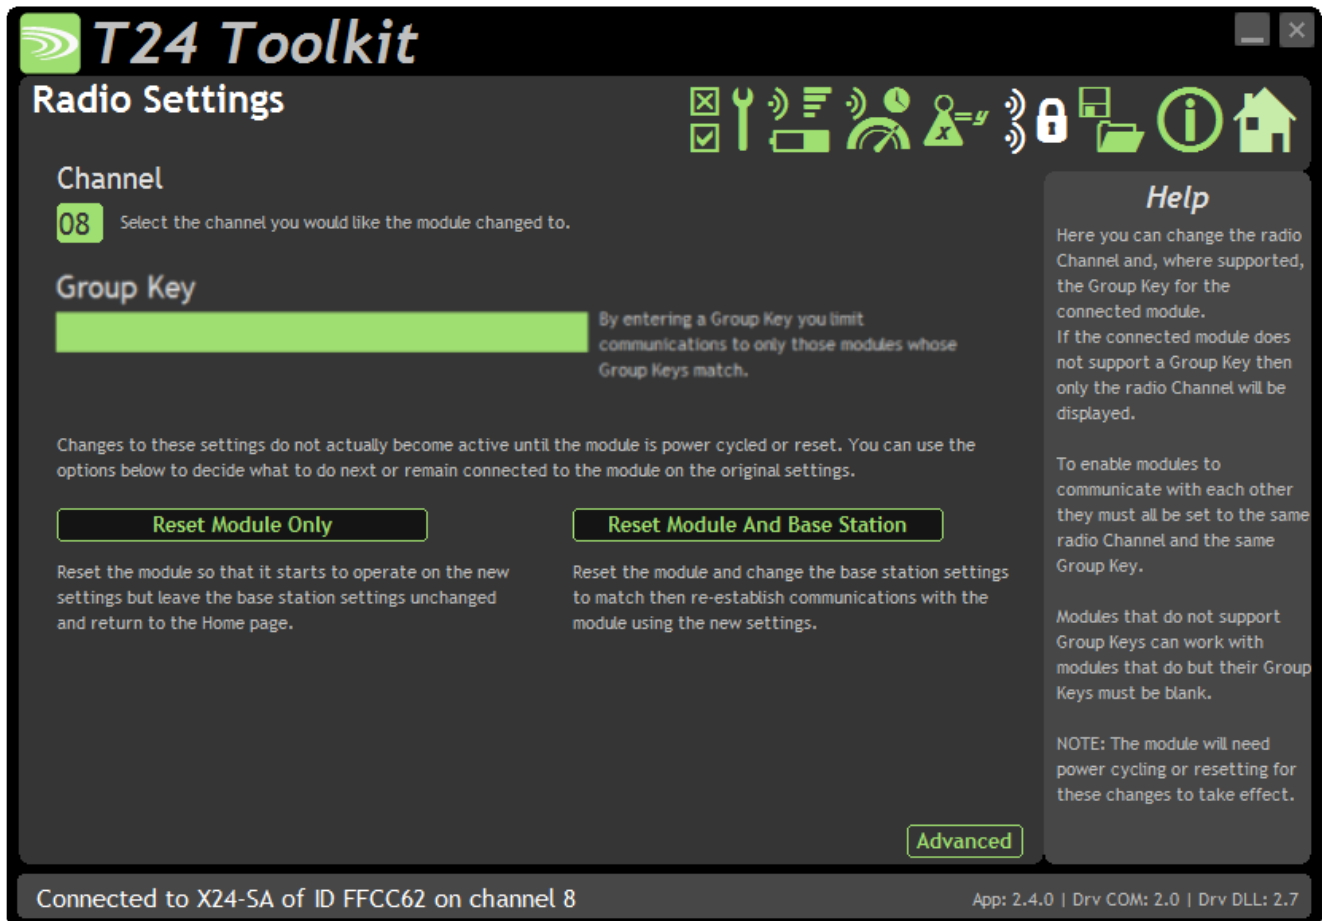 T24 Toolkit
Radio Settings
x=y
Channel
08
Select the channel you would like the module changed to.
Group Key
By entering a Group Key you limit
communications to only those modules whose
Group Keys match.
Changes to these settings do not actually become active until the module is power cycled or reset. You can use the
options below to decide what to do next or remain connected to the module on the original settings.
Reset Module Only
Reset Module And Base Station
Reset the module so that it starts to operate on the new
settings but leave the base station settings unchanged
and return to the Home page.
Reset the module and change the base station settings
to match then re-establish communications with the
module using the new settings.
Advanced
Help
Here you can change the radio
Channel and, where supported,
the Group Key for the
connected module.
If the connected module does
not support a Group Key then
only the radio Channel will be
displayed.
To enable modules to
communicate with each other
they must all be set to the same
radio Channel and the same
Group Key.
Modules that do not support
Group Keys can work with
modules that do but their Group
Keys must be blank.
NOTE: The module will need
power cycling or resetting for
these changes to take effect.
Connected to X24-SA of ID FFCC62 on channel 8
App: 2.4.0 | Drv COM: 2.0 | Drv DLL: 2.7